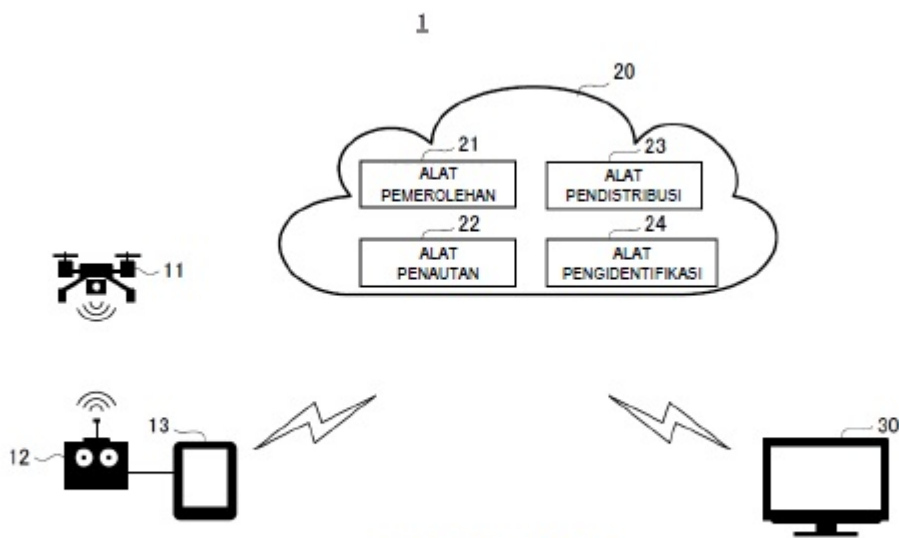 1
20
21
ALAT
PEMEROLEHAN
23
ALAT
PENDISTRIBUSI
22
ALAT
PENAUTAN
24
ALAT
PENGIDENTIFIKASI
11
12
13
30